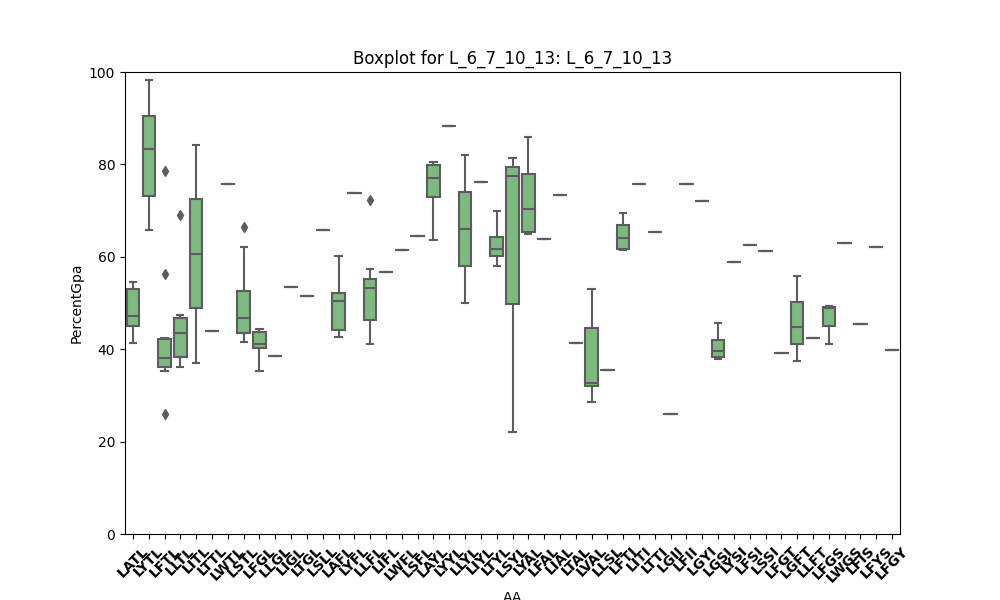 Boxplot for L_6_7_10_13: L_6_7_10_13
100
80
60
40
20
0
PercentGpa
LATL LYTL LFTL LLTL LITL LTTL LWTL LSTL LFGL LLGL LIGL LTGL LSLL LAFL LYFL LLFL LIFL LWFL LSFL LAYL LYYL LLYL LIYL LTYL LSYL LYAL LFAL LIAL LTAL LVAL LLSL LFTI LITI LTTI LGII LFII LGYI LGSI LYSI LFSI LSSI LFGT LGFT LLFT LFGS LWGS LFIS LFYS LFGY
AA